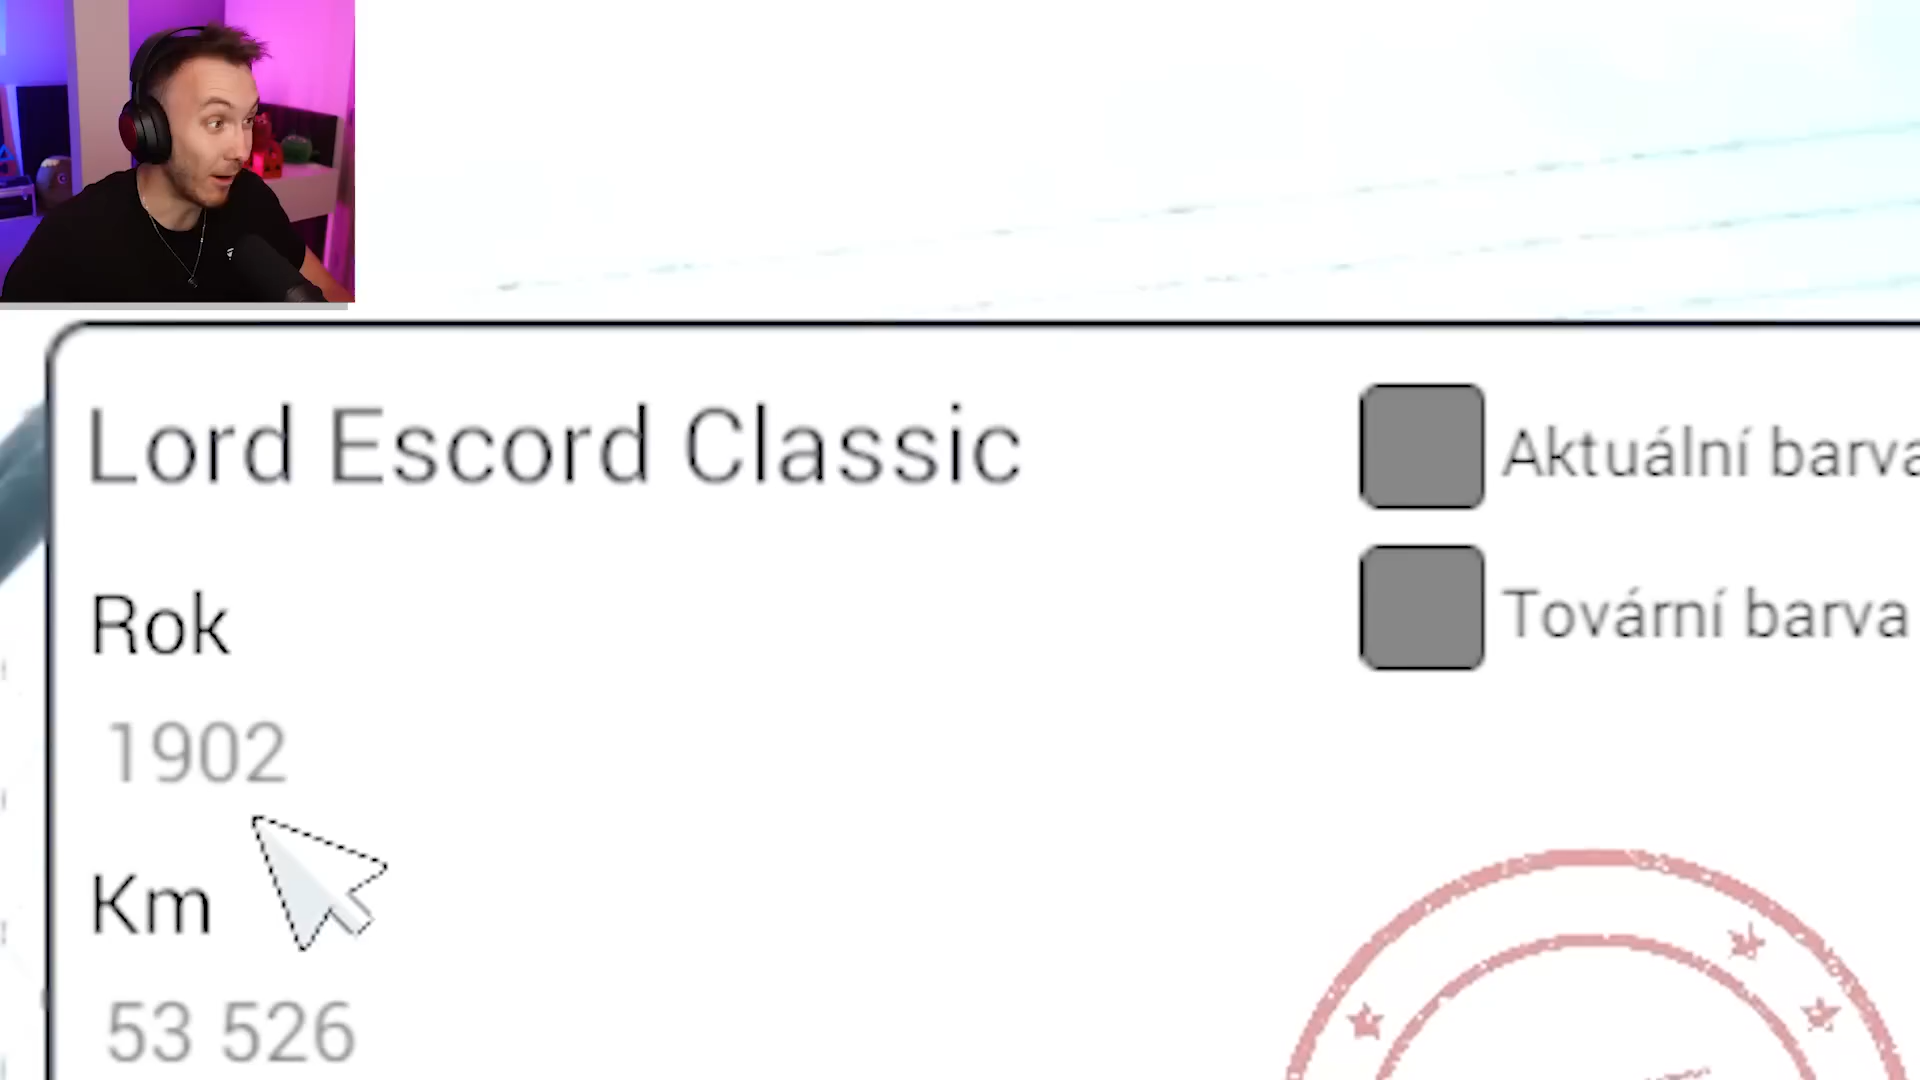 Lord Escord Classic
Aktuální barva
Tovární barva
Rok
1902
Km
53 526